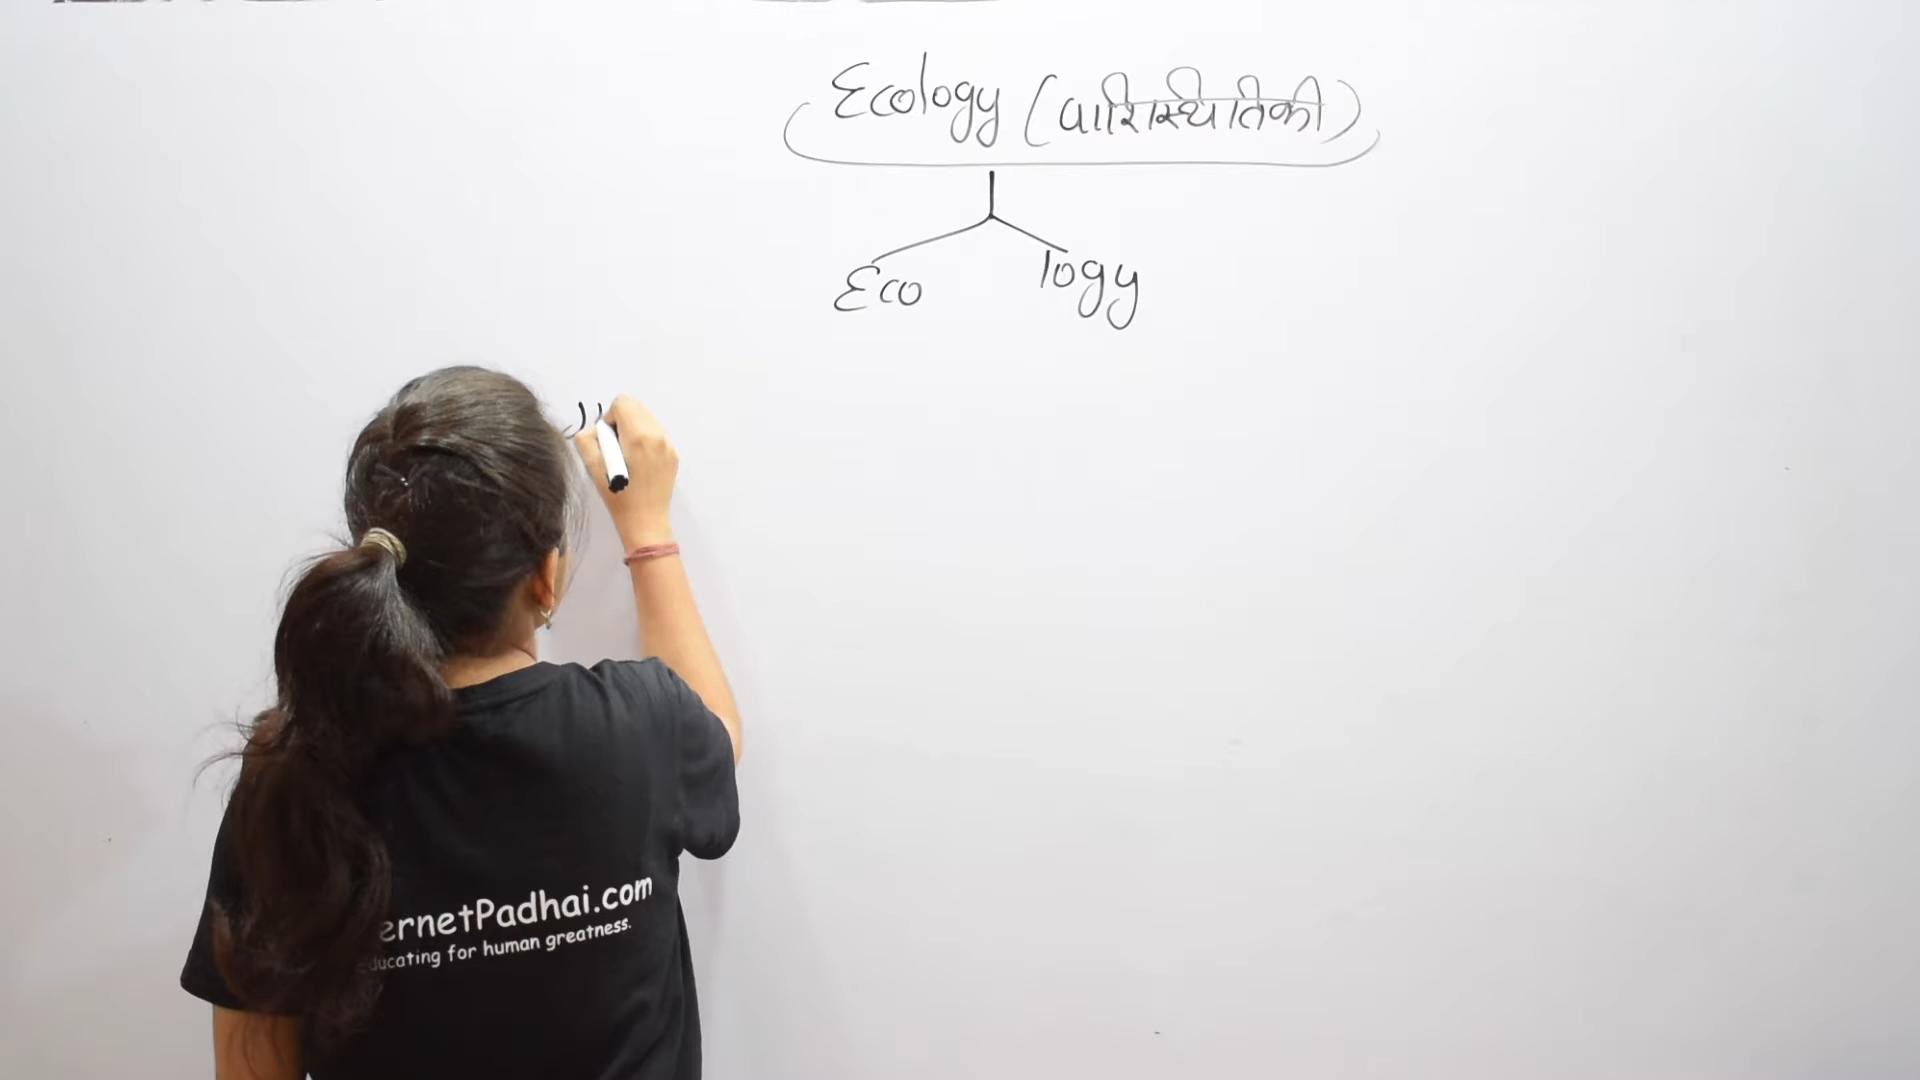 Ecology (पारिस्थितिकी)
Eco logy
ernetPadhai.com
ducating for human greatness.